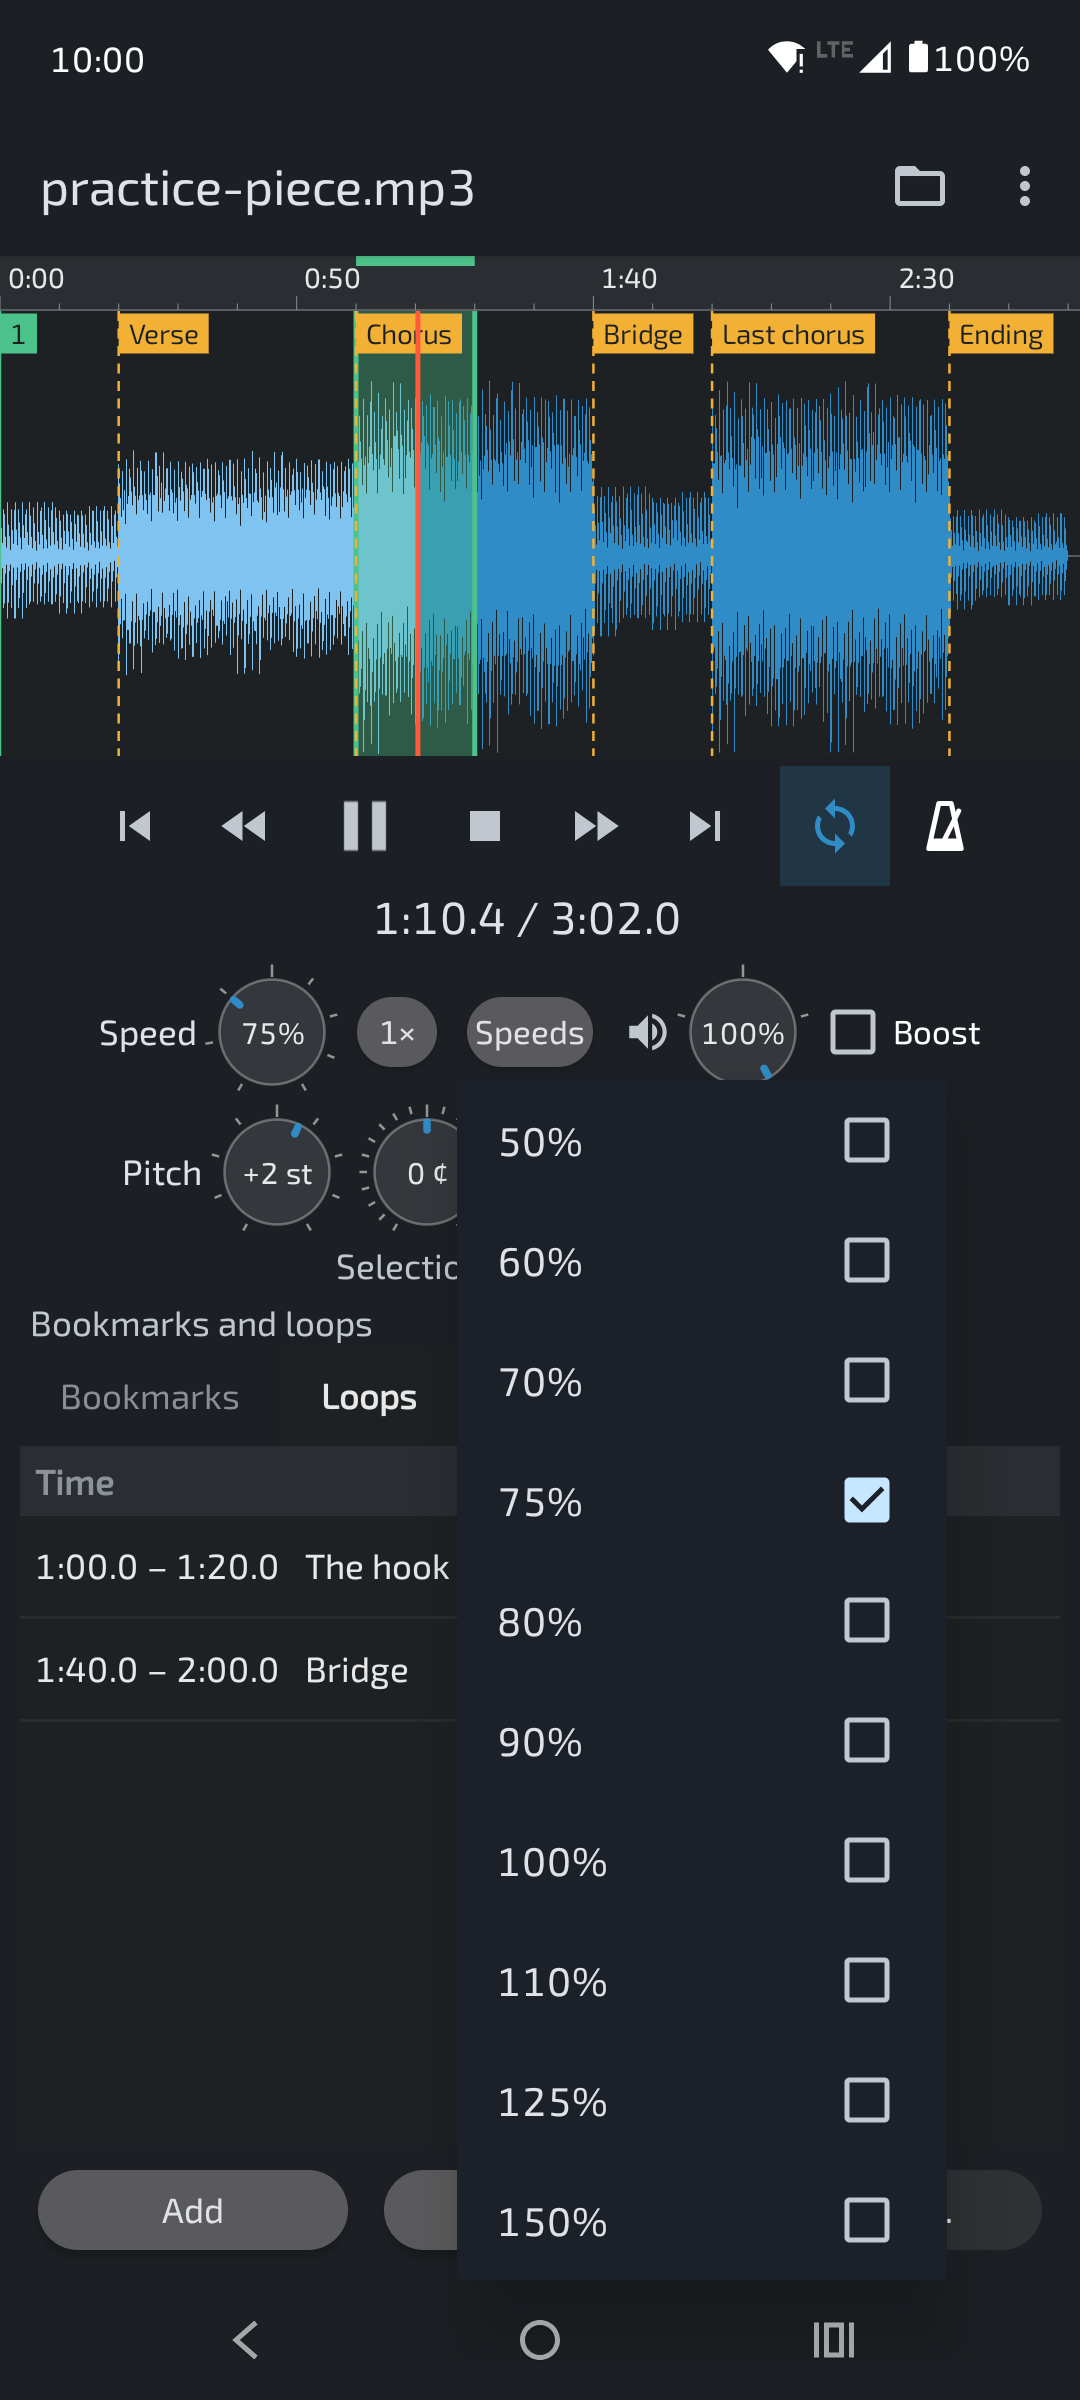 10:00 LTE 100%
practice-piece.mp3
0:00 0:50 1:40 2:30
1 Verse Chorus Bridge Last chorus Ending
1:10.4 / 3:02.0
Speed 75% 1× Speeds 100% Boost
Pitch +2 st 0 ¢
Bookmarks and loops
Bookmarks Loops
Time
1:00.0 – 1:20.0 The hook
1:40.0 – 2:00.0 Bridge
50%
60%
70%
75%
80%
90%
100%
110%
125%
150%
Add